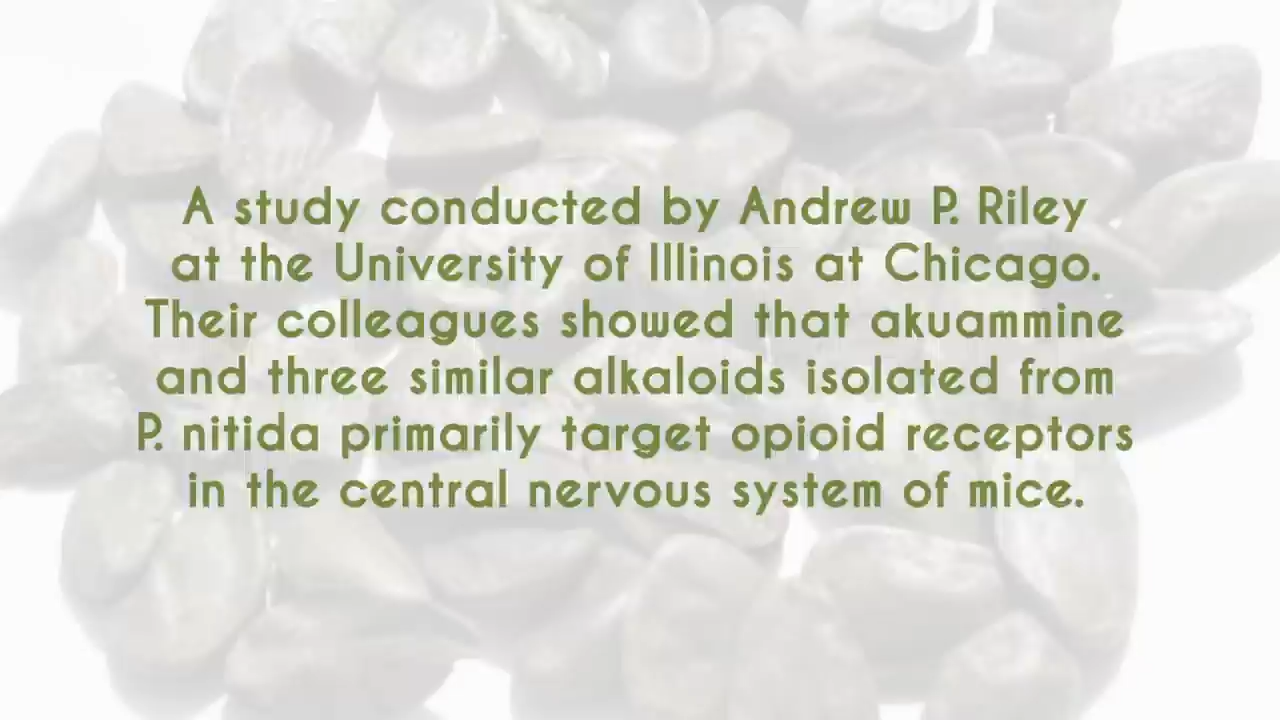 A study conducted by Andrew P. Riley
at the University of Illinois at Chicago.
Their colleagues showed that akuammine
and three similar alkaloids isolated from
P. nitida primarily target opioid receptors
in the central nervous system of mice.